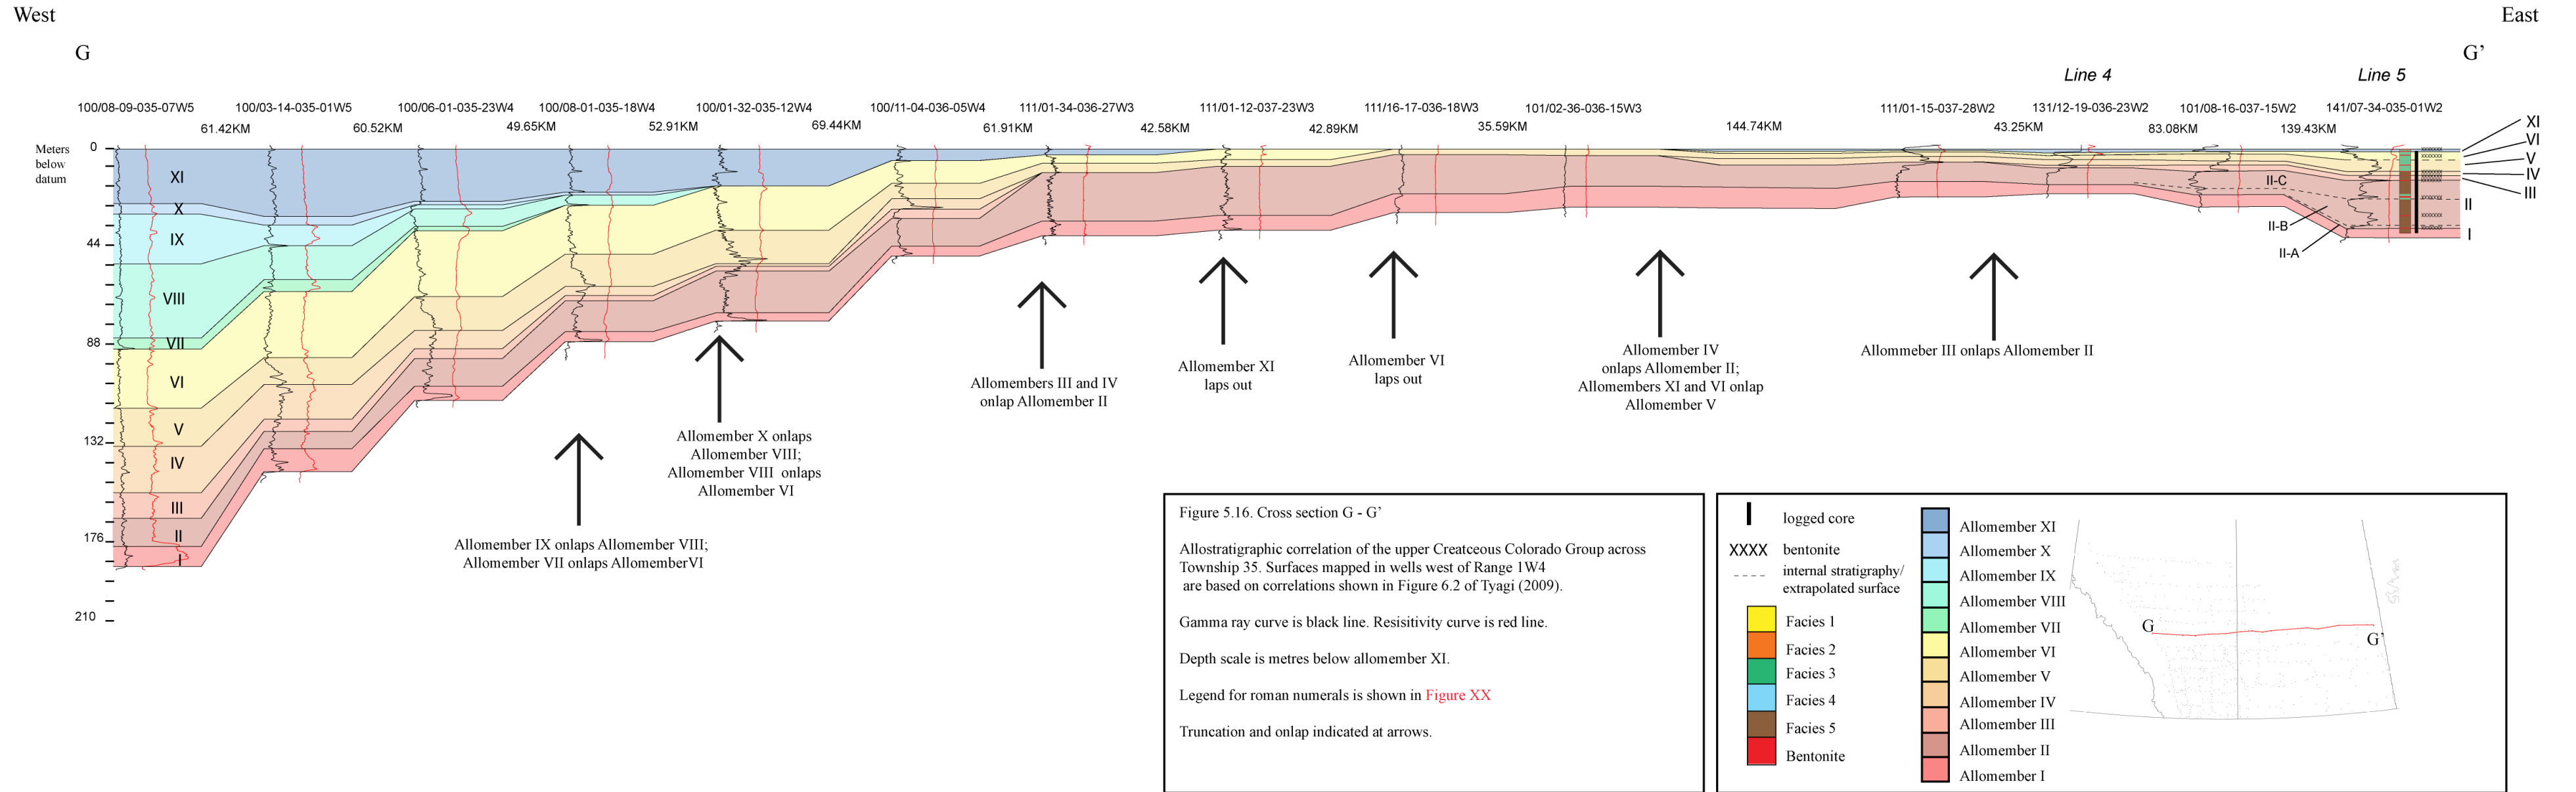 West
East
G
G’
Line 4
Line 5
100/08-09-035-07W5
100/03-14-035-01W5
100/06-01-035-23W4
100/08-01-035-18W4
100/01-32-035-12W4
100/11-04-036-05W4
111/01-34-036-27W3
111/01-12-037-23W3
111/16-17-036-18W3
101/02-36-036-15W3
111/01-15-037-28W2
131/12-19-036-23W2
101/08-16-037-15W2
141/07-34-035-01W2
61.42KM
60.52KM
49.65KM
52.91KM
69.44KM
61.91KM
42.58KM
42.89KM
35.59KM
144.74KM
43.25KM
83.08KM
139.43KM
Meters
below
datum
0
44
88
132
176
210
XI
X
IX
VIII
VII
VI
V
IV
III
II
I
XI
VI
V
IV
III
II
I
II-C
II-B
II-A
Allomember IX onlaps Allomember VIII;
Allomember VII onlaps AllomemberVI
Allomember X onlaps
Allomember VIII;
Allomember VIII onlaps
Allomember VI
Allomembers III and IV
onlap Allomember II
Allomember XI
laps out
Allomember VI
laps out
Allomember IV
onlaps Allomember II;
Allomembers XI and VI onlap
Allomember V
Allommeber III onlaps Allomember II
Figure 5.16. Cross section G - G’
Allostratigraphic correlation of the upper Creatceous Colorado Group across
Township 35. Surfaces mapped in wells west of Range 1W4
are based on correlations shown in Figure 6.2 of Tyagi (2009).
Gamma ray curve is black line. Resisitivity curve is red line.
Depth scale is metres below allomember XI.
Legend for roman numerals is shown in Figure XX
Truncation and onlap indicated at arrows.
logged core
XXXX bentonite
internal stratigraphy/
extrapolated surface
Facies 1
Facies 2
Facies 3
Facies 4
Facies 5
Bentonite
Allomember XI
Allomember X
Allomember IX
Allomember VIII
Allomember VII
Allomember VI
Allomember V
Allomember IV
Allomember III
Allomember II
Allomember I
G
G’